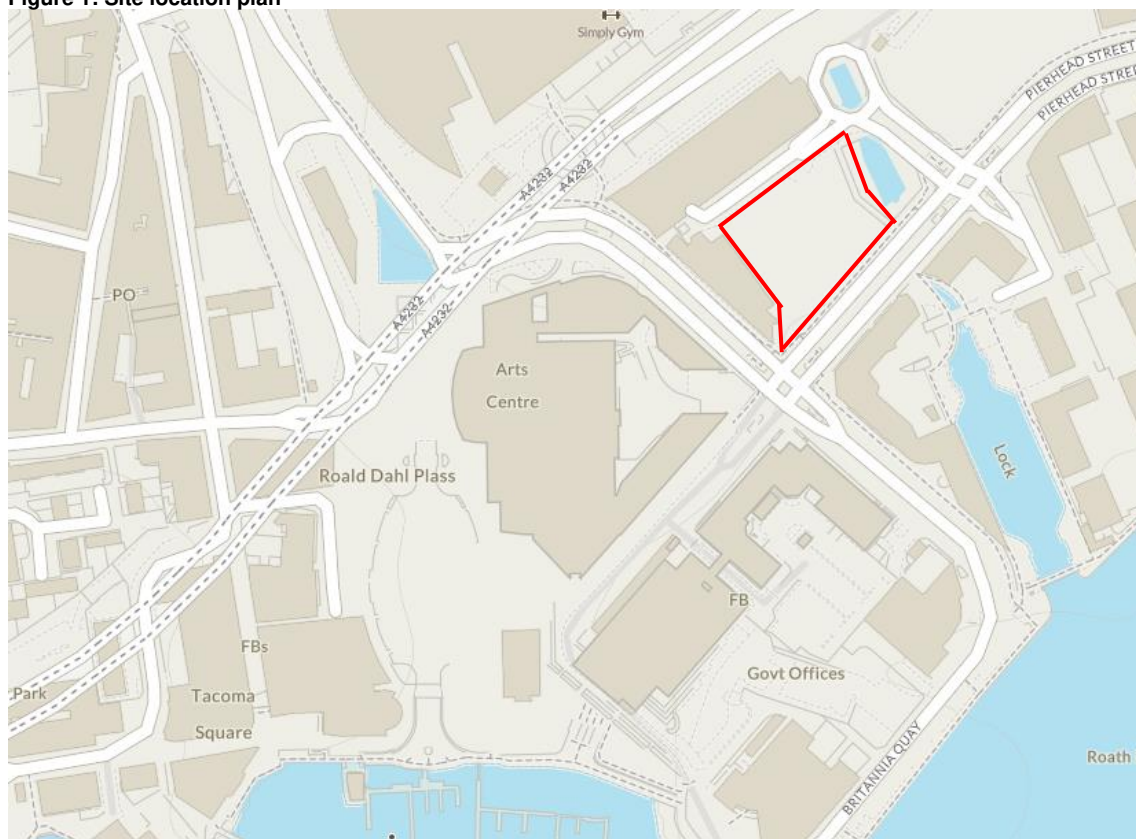 Figure 1: Site location plan
Simply Gym
PIERHEAD STREET
PIERHEAD STREET
A4232
A4232
PO
A4232
A4232
Arts
Centre
Lock
Roald Dahl Plass
FB
FBs
Govt Offices
Park
Tacoma
Square
BRITANNIA QUAY
Roath